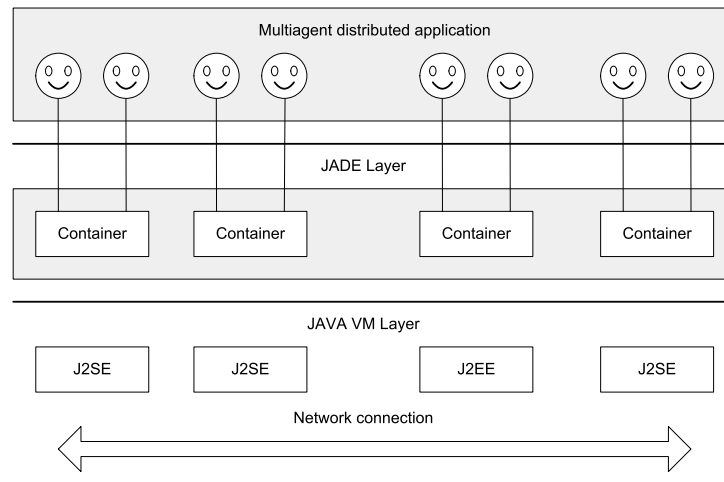 Multiagent distributed application
JADE Layer
Container
Container
Container
Container
JAVA VM Layer
J2SE
J2SE
J2EE
J2SE
Network connection